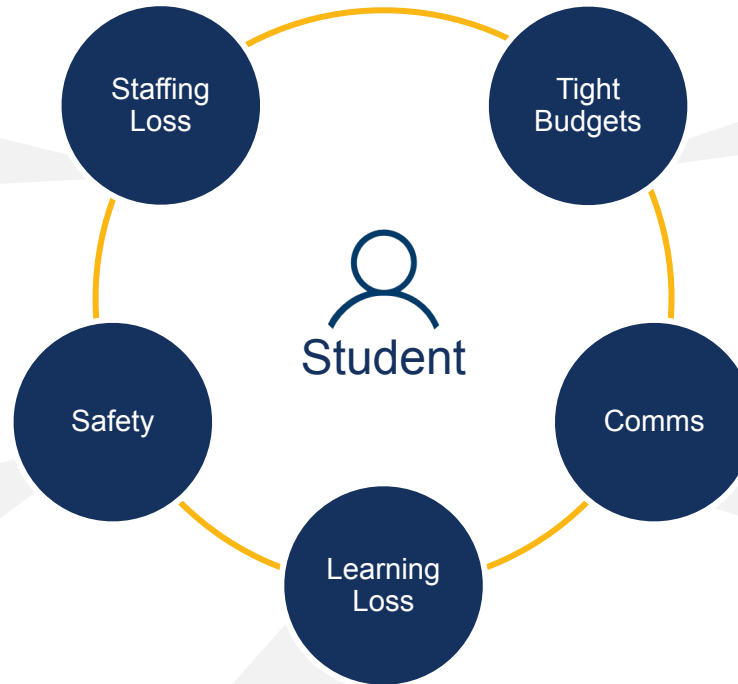 Staffing
Loss
Tight
Budgets
Student
Safety
Comms
Learning
Loss